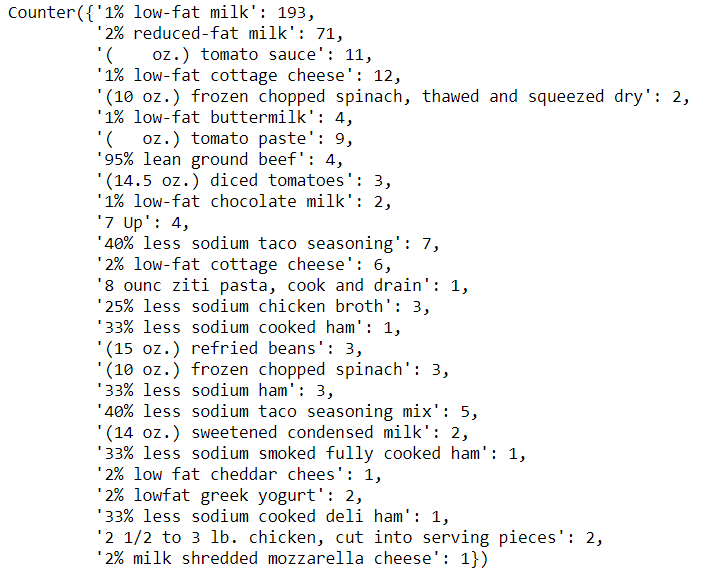 Counter({'1% low-fat milk': 193,
'2% reduced-fat milk': 71,
'(   oz.) tomato sauce': 11,
'1% low-fat cottage cheese': 12,
'(10 oz.) frozen chopped spinach, thawed and squeezed dry': 2,
'1% low-fat buttermilk': 4,
'(   oz.) tomato paste': 9,
'95% lean ground beef': 4,
'(14.5 oz.) diced tomatoes': 3,
'1% low-fat chocolate milk': 2,
'7 Up': 4,
'40% less sodium taco seasoning': 7,
'2% low-fat cottage cheese': 6,
'8 ounc ziti pasta, cook and drain': 1,
'25% less sodium chicken broth': 3,
'33% less sodium cooked ham': 1,
'(15 oz.) refried beans': 3,
'(10 oz.) frozen chopped spinach': 3,
'33% less sodium ham': 3,
'40% less sodium taco seasoning mix': 5,
'(14 oz.) sweetened condensed milk': 2,
'33% less sodium smoked fully cooked ham': 1,
'2% low fat cheddar chees': 1,
'2% lowfat greek yogurt': 2,
'33% less sodium cooked deli ham': 1,
'2 1/2 to 3 lb. chicken, cut into serving pieces': 2,
'2% milk shredded mozzarella cheese': 1})